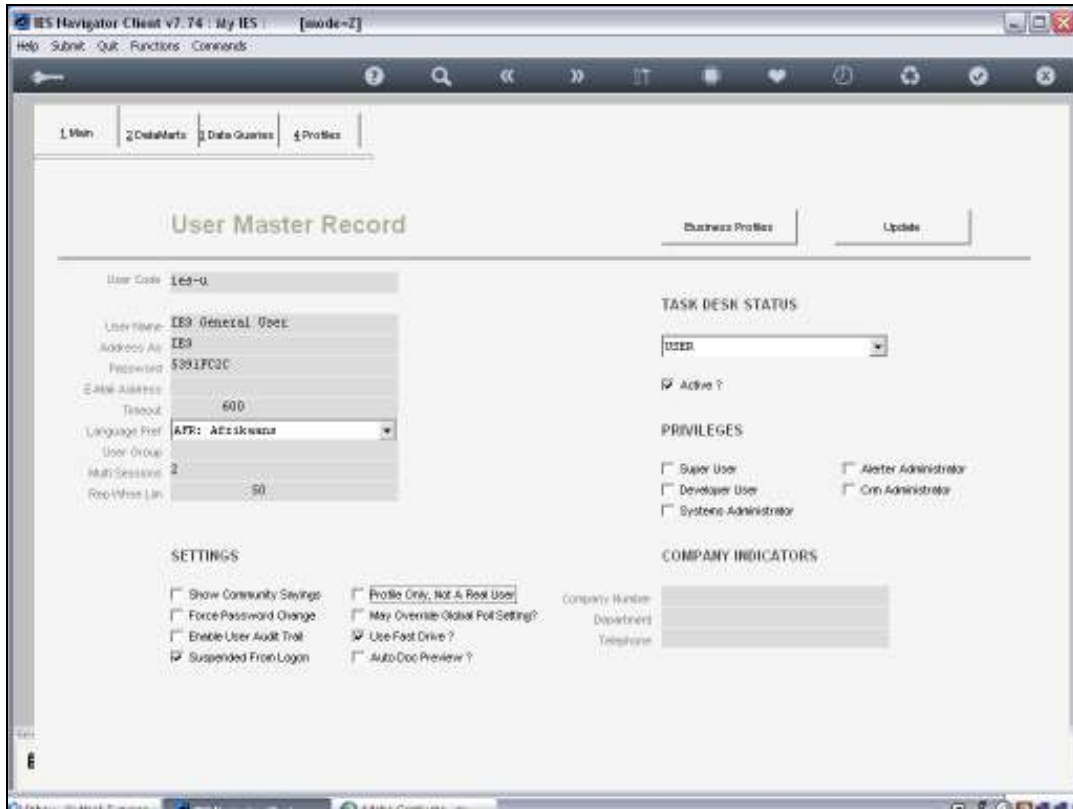 IES Navigator Client v7.74 : My IES : [mode=Z]
Help Submit Quit Functions Commands
1 Main 2 DataMarts 3 Data Queries 4 Profiles
User Master Record
Business Profiles Update
User Code ies-u
User Name IES General User
Address As IES
Password 5391FC2C
E-Mail Address
Timeout 600
Language Pref AFR: Afrikaans
User Group
Multi Sessions 2
Rep Whse Lim 50
TASK DESK STATUS
USER
Active ?
PRIVILEGES
Super User Alerter Administrator
Developer User Crm Administrator
Systems Administrator
SETTINGS
Show Community Sayings Profile Only, Not A Real User
Force Password Change May Override Global Poll Setting?
Enable User Audit Trail Use Fast Drive ?
Suspended From Logon Auto Doc Preview ?
COMPANY INDICATORS
Company Number
Department
Telephone